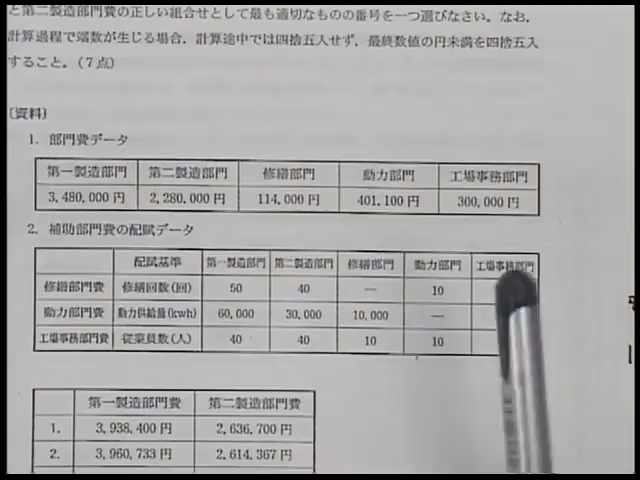 と第二製造部門費の正しい組合せとして最も適切なものの番号を一つ選びなさい。なお,
計算過程で端数が生じる場合, 計算途中では四捨五入せず, 最終数値の円未満を四捨五入
すること。(7点)
〔資料〕
1. 部門費データ
第一製造部門 第二製造部門 修繕部門 動力部門 工場事務部門
3,480,000円 2,280,000円 114,000円 401,100円 300,000円
2. 補助部門費の配賦データ
配賦基準 第一製造部門 第二製造部門 修繕部門 動力部門 工場事務部門
修繕部門費 修繕回数(回) 50 40 — 10
動力部門費 動力供給量(kwh) 60,000 30,000 10,000 —
工場事務部門費 従業員数(人) 40 40 10 10
第一製造部門費 第二製造部門費
1. 3,938,400円 2,636,700円
2. 3,960,733円 2,614,367円